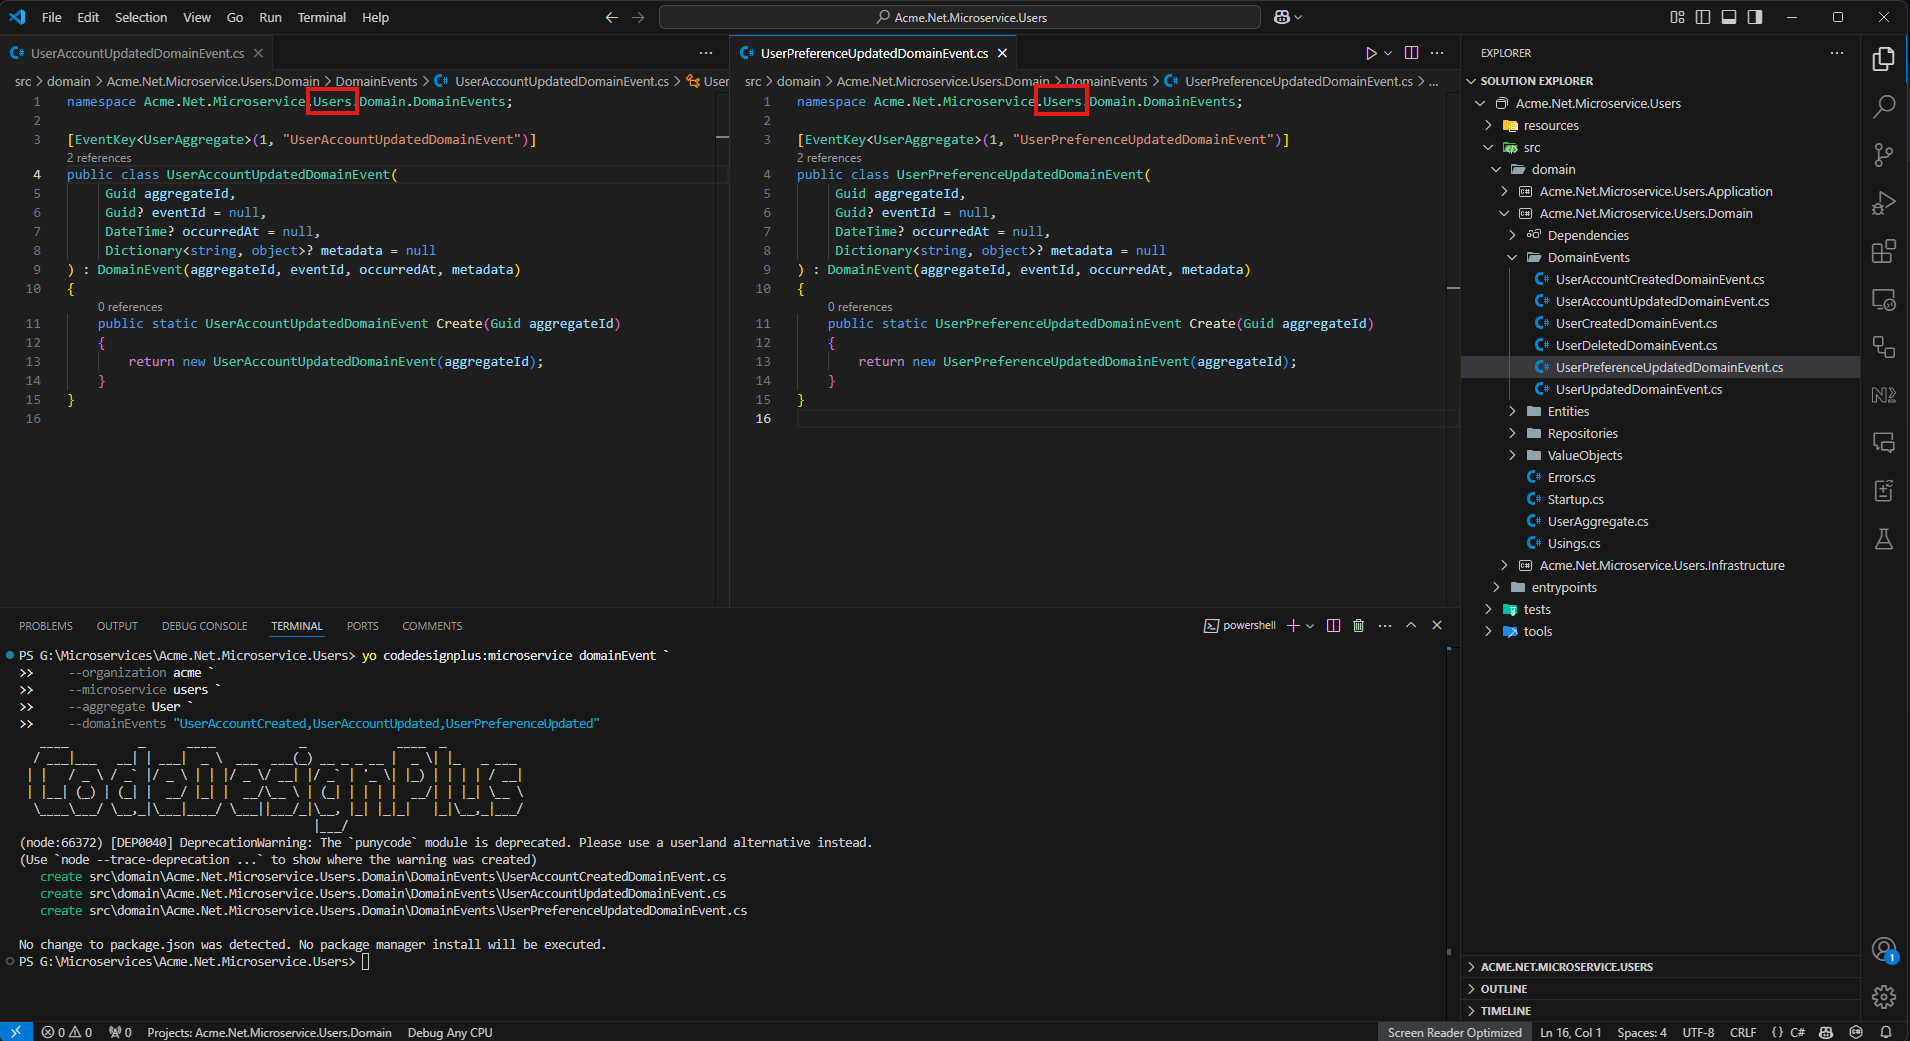 File Edit Selection View Go Run Terminal Help
Acme.Net.Microservice.Users
UserAccountUpdatedDomainEvent.cs
src > domain > Acme.Net.Microservice.Users.Domain > DomainEvents > UserAccountUpdatedDomainEvent.cs > User
1 namespace Acme.Net.Microservice.Users.Domain.DomainEvents;
2
3 [EventKey<UserAggregate>(1, "UserAccountUpdatedDomainEvent")]
2 references
4 public class UserAccountUpdatedDomainEvent(
5 Guid aggregateId,
6 Guid? eventId = null,
7 DateTime? occurredAt = null,
8 Dictionary<string, object>? metadata = null
9 ) : DomainEvent(aggregateId, eventId, occurredAt, metadata)
10 {
0 references
11 public static UserAccountUpdatedDomainEvent Create(Guid aggregateId)
12 {
13 return new UserAccountUpdatedDomainEvent(aggregateId);
14 }
15 }
16
UserPreferenceUpdatedDomainEvent.cs
src > domain > Acme.Net.Microservice.Users.Domain > DomainEvents > UserPreferenceUpdatedDomainEvent.cs > ...
1 namespace Acme.Net.Microservice.Users.Domain.DomainEvents;
2
3 [EventKey<UserAggregate>(1, "UserPreferenceUpdatedDomainEvent")]
2 references
4 public class UserPreferenceUpdatedDomainEvent(
5 Guid aggregateId,
6 Guid? eventId = null,
7 DateTime? occurredAt = null,
8 Dictionary<string, object>? metadata = null
9 ) : DomainEvent(aggregateId, eventId, occurredAt, metadata)
10 {
0 references
11 public static UserPreferenceUpdatedDomainEvent Create(Guid aggregateId)
12 {
13 return new UserPreferenceUpdatedDomainEvent(aggregateId);
14 }
15 }
16
EXPLORER
SOLUTION EXPLORER
Acme.Net.Microservice.Users
resources
src
domain
Acme.Net.Microservice.Users.Application
Acme.Net.Microservice.Users.Domain
Dependencies
DomainEvents
UserAccountCreatedDomainEvent.cs
UserAccountUpdatedDomainEvent.cs
UserCreatedDomainEvent.cs
UserDeletedDomainEvent.cs
UserPreferenceUpdatedDomainEvent.cs
UserUpdatedDomainEvent.cs
Entities
Repositories
ValueObjects
Errors.cs
Startup.cs
UserAggregate.cs
Usings.cs
Acme.Net.Microservice.Users.Infrastructure
entrypoints
tests
tools
ACME.NET.MICROSERVICE.USERS
OUTLINE
TIMELINE
1
PROBLEMS OUTPUT DEBUG CONSOLE TERMINAL PORTS COMMENTS
powershell
PS G:\Microservices\Acme.Net.Microservice.Users> yo codedesignplus:microservice domainEvent `
>> --organization acme `
>> --microservice users `
>> --aggregate User `
>> --domainEvents "UserAccountCreated,UserAccountUpdated,UserPreferenceUpdated"
CodeDesignPlus
(node:66372) [DEP0040] DeprecationWarning: The `punycode` module is deprecated. Please use a userland alternative instead.
(Use `node --trace-deprecation ...` to show where the warning was created)
create src\domain\Acme.Net.Microservice.Users.Domain\DomainEvents\UserAccountCreatedDomainEvent.cs
create src\domain\Acme.Net.Microservice.Users.Domain\DomainEvents\UserAccountUpdatedDomainEvent.cs
create src\domain\Acme.Net.Microservice.Users.Domain\DomainEvents\UserPreferenceUpdatedDomainEvent.cs
No change to package.json was detected. No package manager install will be executed.
PS G:\Microservices\Acme.Net.Microservice.Users>
0 0 0 Projects: Acme.Net.Microservice.Users.Domain Debug Any CPU
Screen Reader Optimized Ln 16, Col 1 Spaces: 4 UTF-8 CRLF {} C#